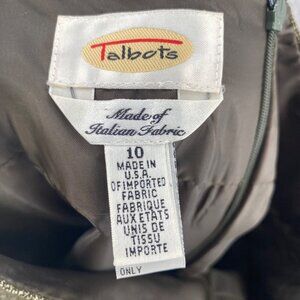 Talbots
Made of
Italian Fabric
10
MADE IN
U.S.A.
OF IMPORTED
FABRIC
FABRIQUE
AUX ETATS
UNIS DE
TISSU
IMPORTE
ONLY